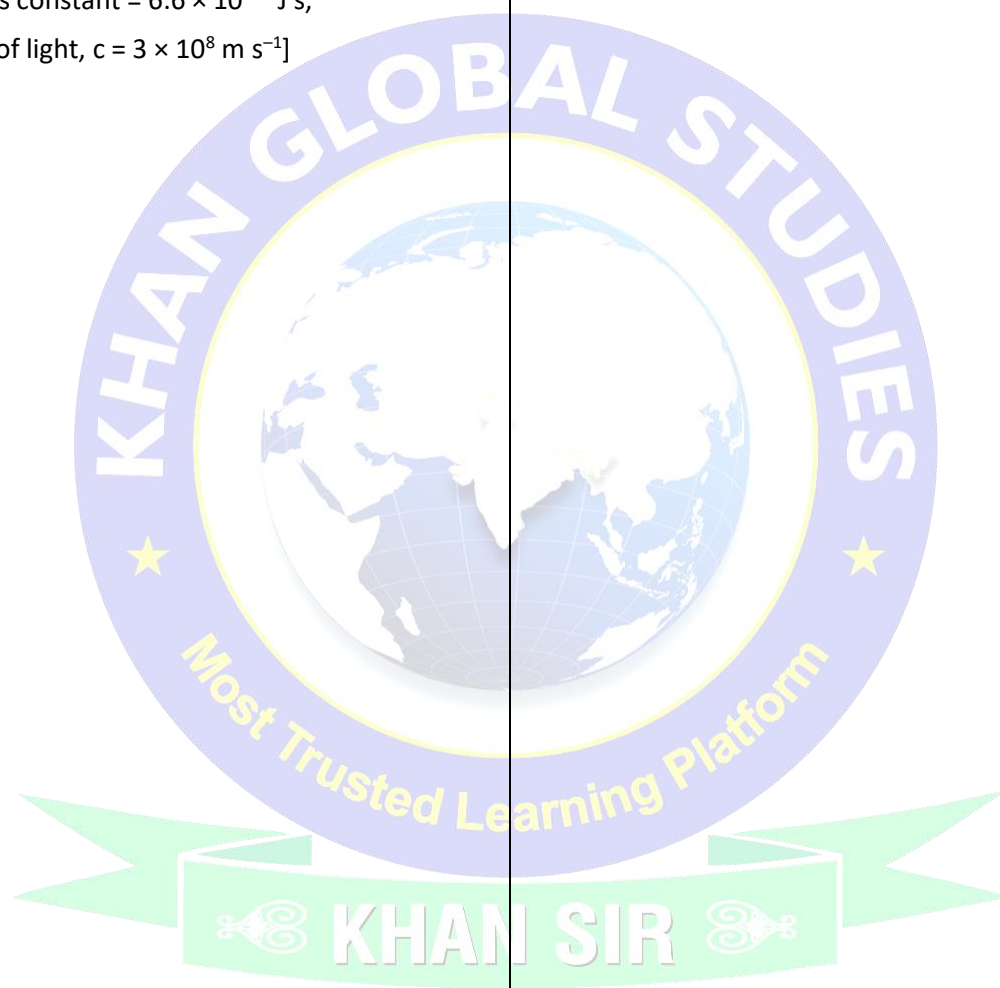 s constant = 6.6 × 10 J s,
of light, c = 3 × 10⁸ m s⁻¹]
KHAN GLOBAL STUDIES
Most Trusted Learning Platform
KHAN SIR